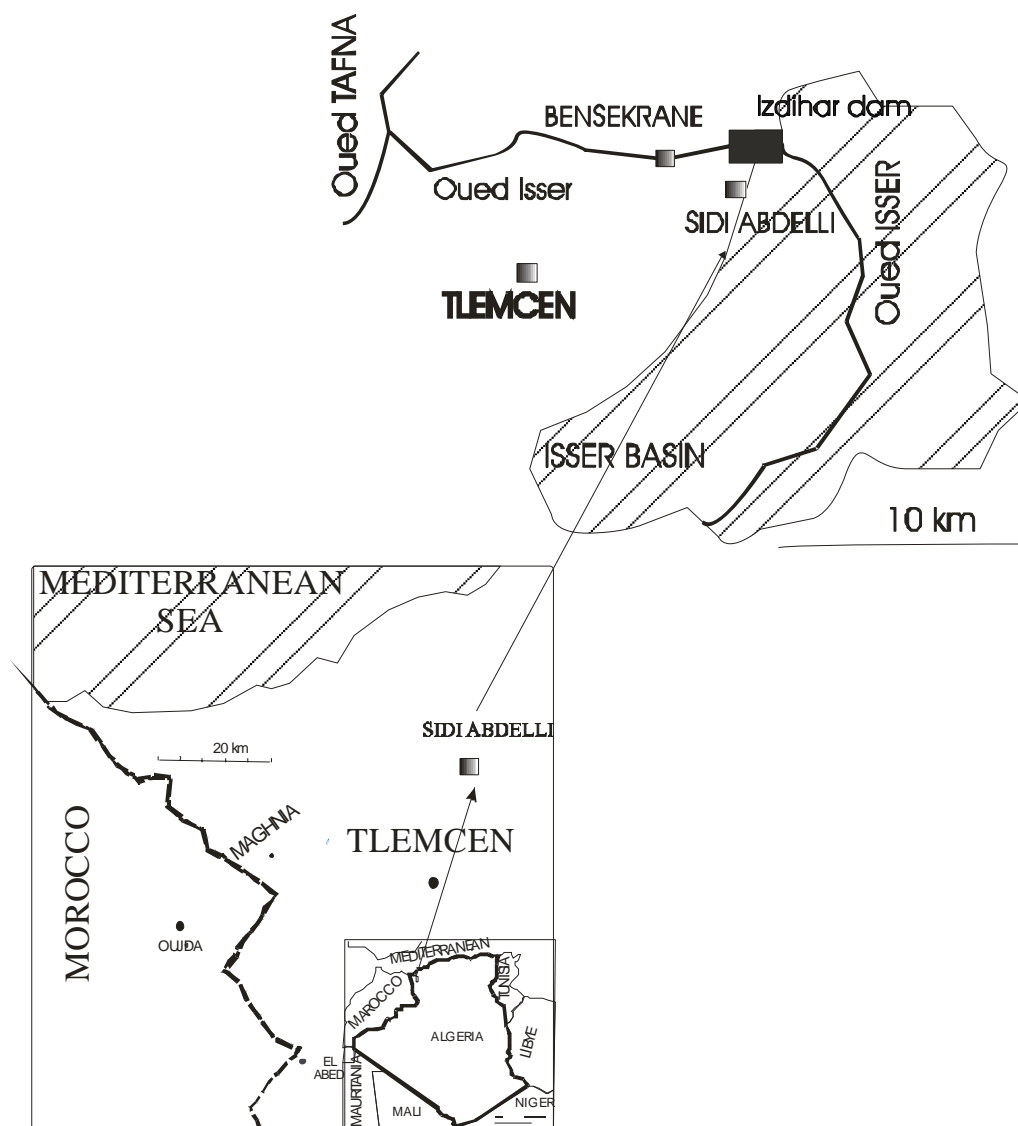 Oued TAFNA
Izdihar dam
BENSEKRANE
Oued Isser
Oued ISSER
SIDI ABDELLI
TLEMCEN
ISSER BASIN
10 km
MEDITERRANEAN
SEA
SIDI ABDELLI
20 km
MAGHNIA
TLEMCEN
MOROCCO
OUJDA
MEDITERRANEAN
MAROCCO
TUNISA
ALGERIA
LIBYE
EL
ABED
MAURITANIA
MALI
NIGER